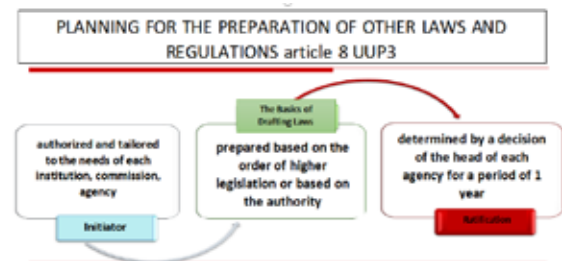 PLANNING FOR THE PREPARATION OF OTHER LAWS AND
REGULATIONS article 8 UUP3
authorized and tailored
to the needs of each
institution, commission,
agency
Initiator
The Basics of
Drafting Laws
prepared based on the
order of higher
legislation or based on
the authority
determined by a decision
of the head of each
agency for a period of 1
year
Ratification